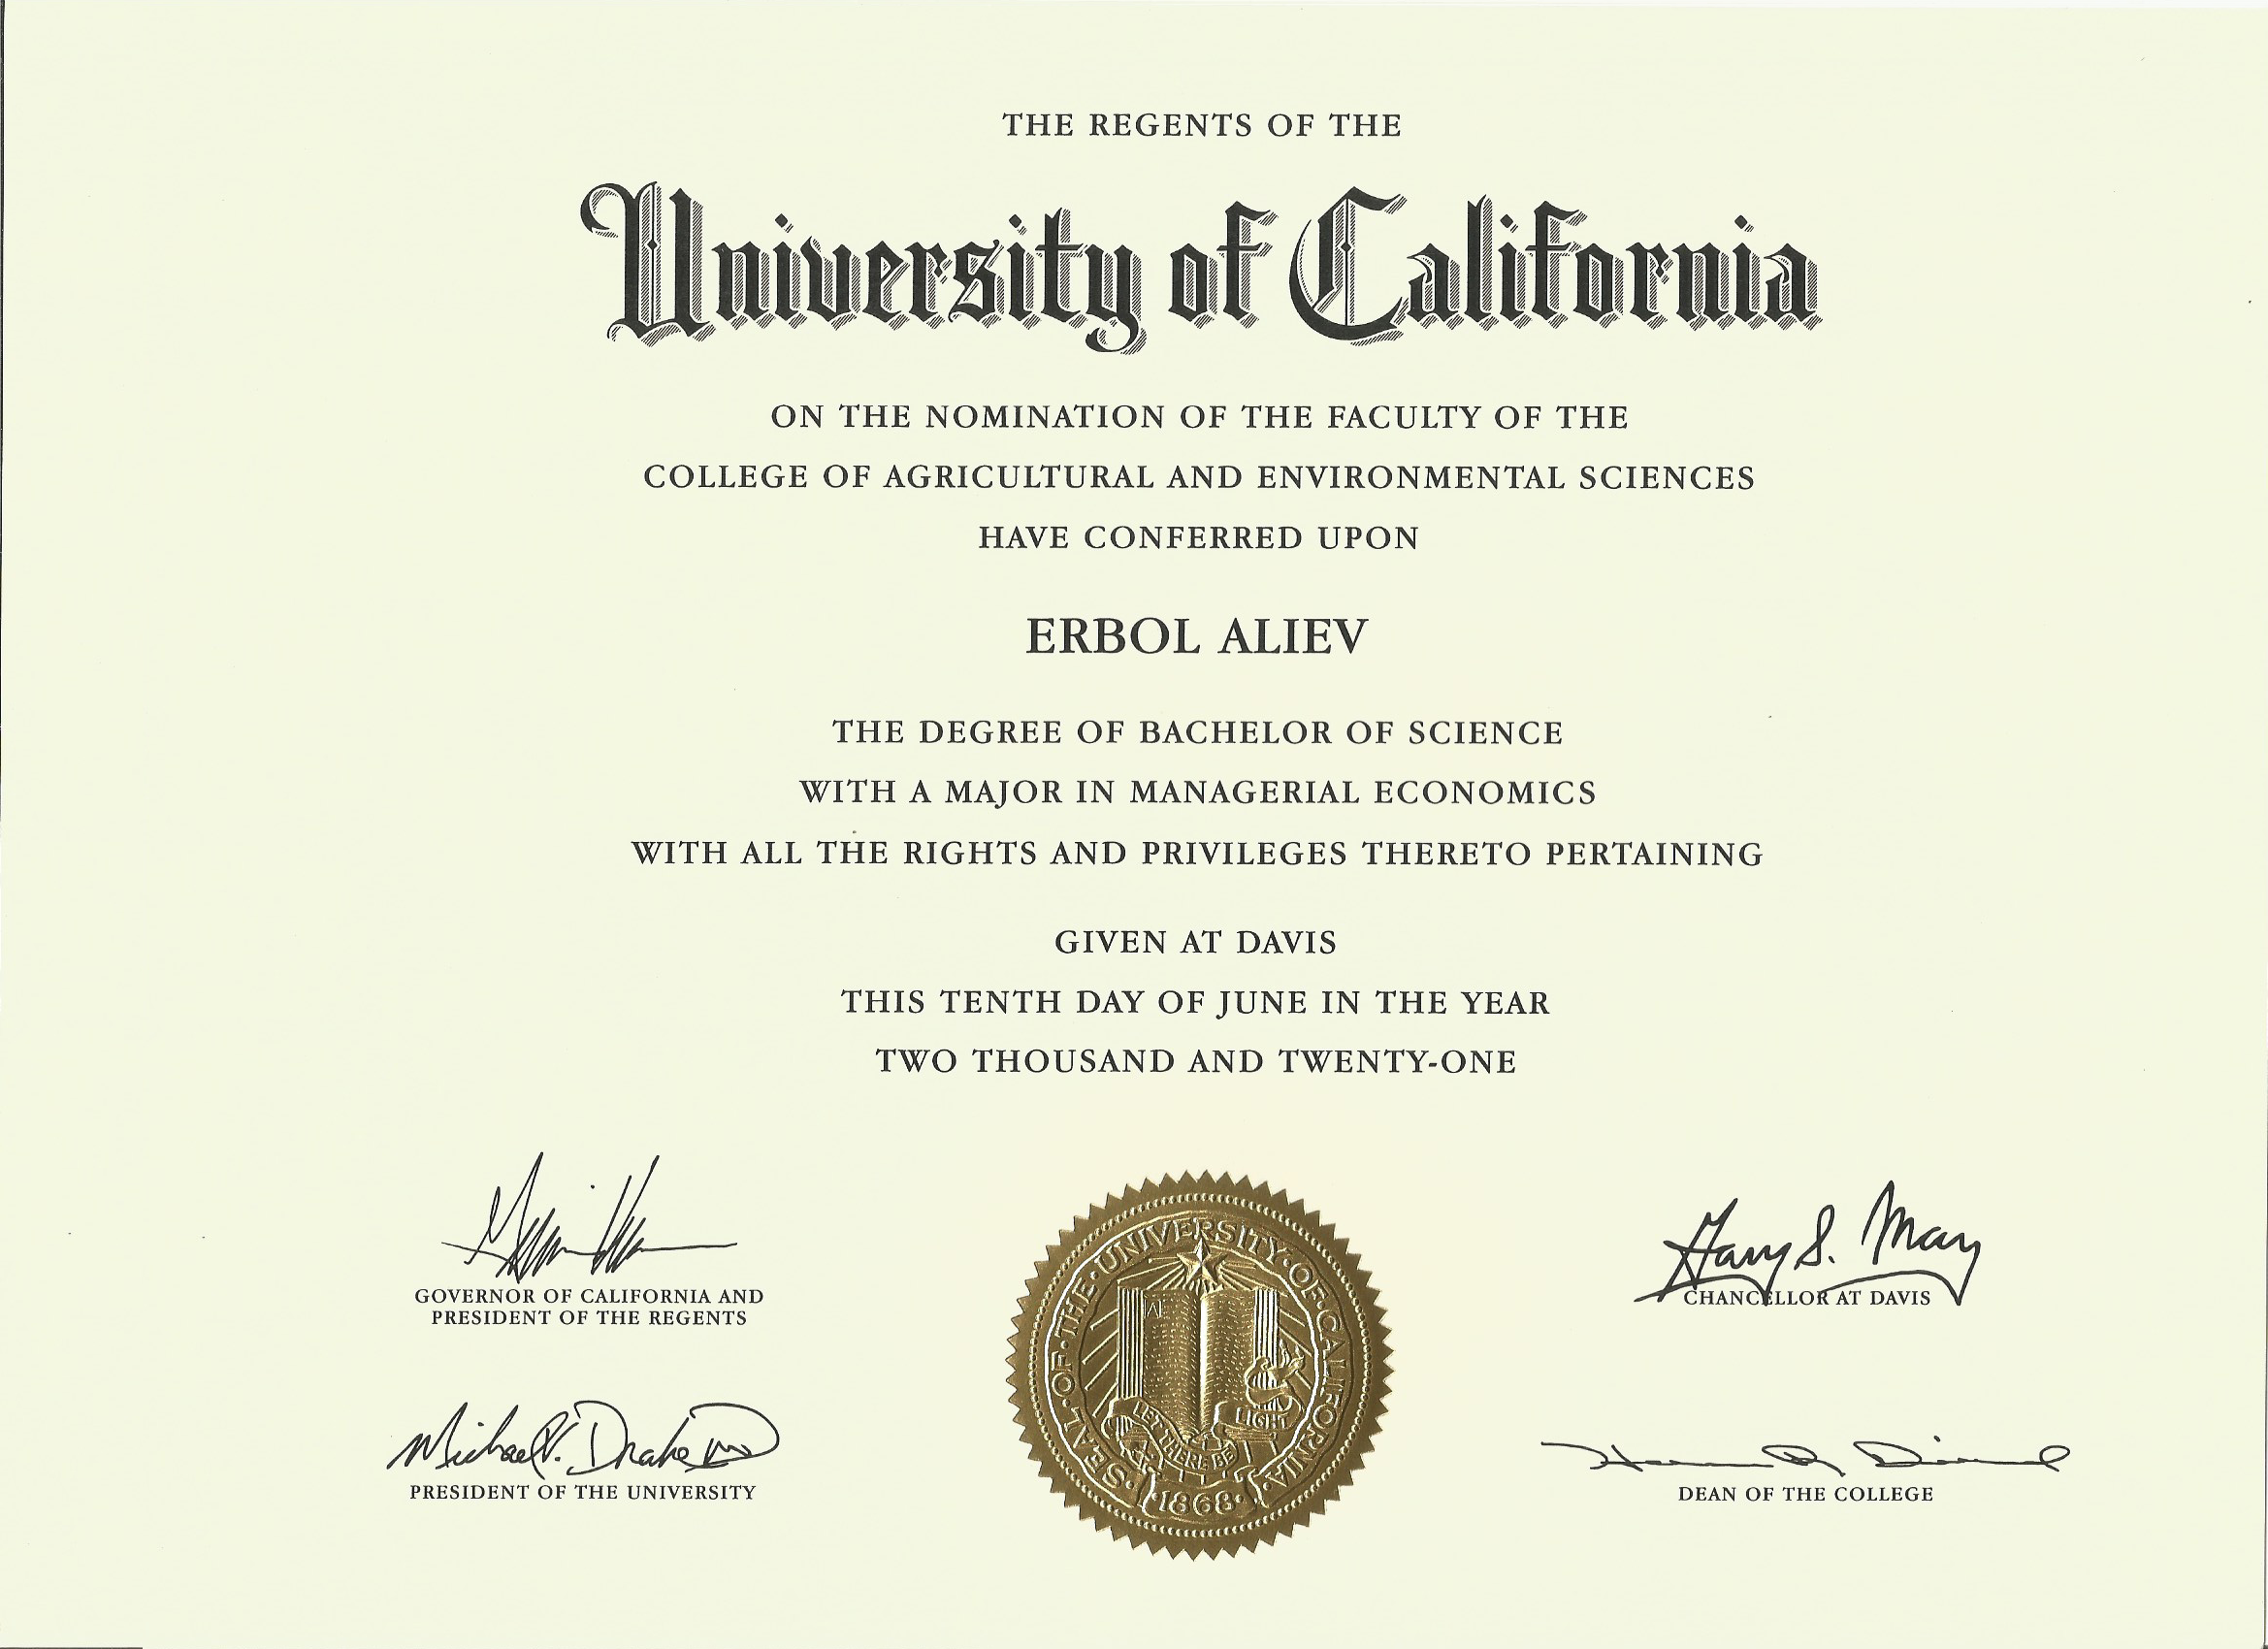 THE REGENTS OF THE
University of California
ON THE NOMINATION OF THE FACULTY OF THE
COLLEGE OF AGRICULTURAL AND ENVIRONMENTAL SCIENCES
HAVE CONFERRED UPON
ERBOL ALIEV
THE DEGREE OF BACHELOR OF SCIENCE
WITH A MAJOR IN MANAGERIAL ECONOMICS
WITH ALL THE RIGHTS AND PRIVILEGES THERETO PERTAINING
GIVEN AT DAVIS
THIS TENTH DAY OF JUNE IN THE YEAR
TWO THOUSAND AND TWENTY-ONE
GOVERNOR OF CALIFORNIA AND
PRESIDENT OF THE REGENTS
Michael V. Drake MD
PRESIDENT OF THE UNIVERSITY
SEAL·OF·THE·UNIVERSITY·OF·CALIFORNIA
LET THERE BE LIGHT
·1868·
Gary S. May
CHANCELLOR AT DAVIS
DEAN OF THE COLLEGE